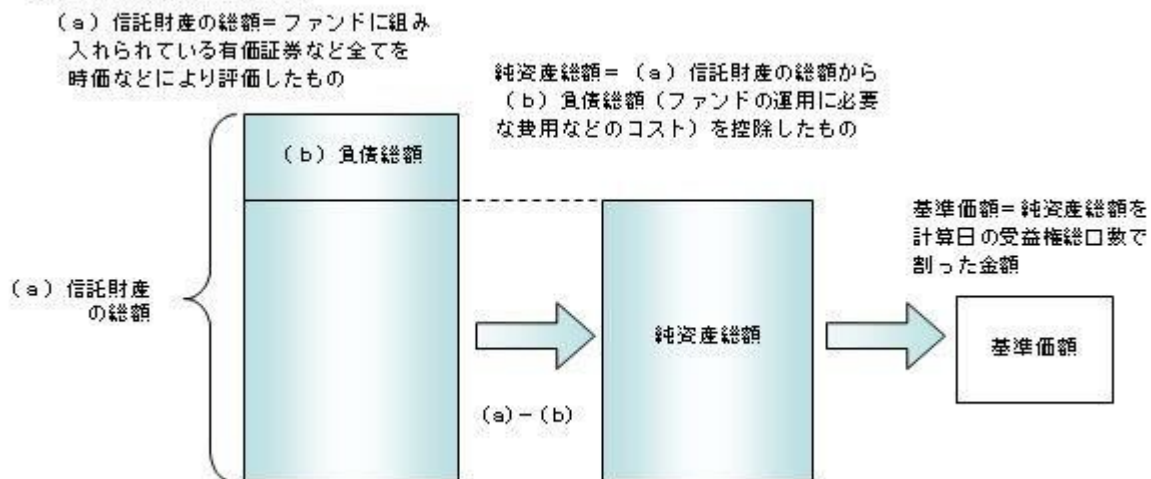 (a)信託財産の総額=ファンドに組み
入れられている有価証券など全てを
時価などにより評価したもの
純資産総額=(a)信託財産の総額から
(b)負債総額(ファンドの運用に必要
な費用などのコスト)を控除したもの
(b)負債総額
基準価額=純資産総額を
計算日の受益権総口数で
割った金額
(a)信託財産
の総額
純資産総額
基準価額
(a)-(b)